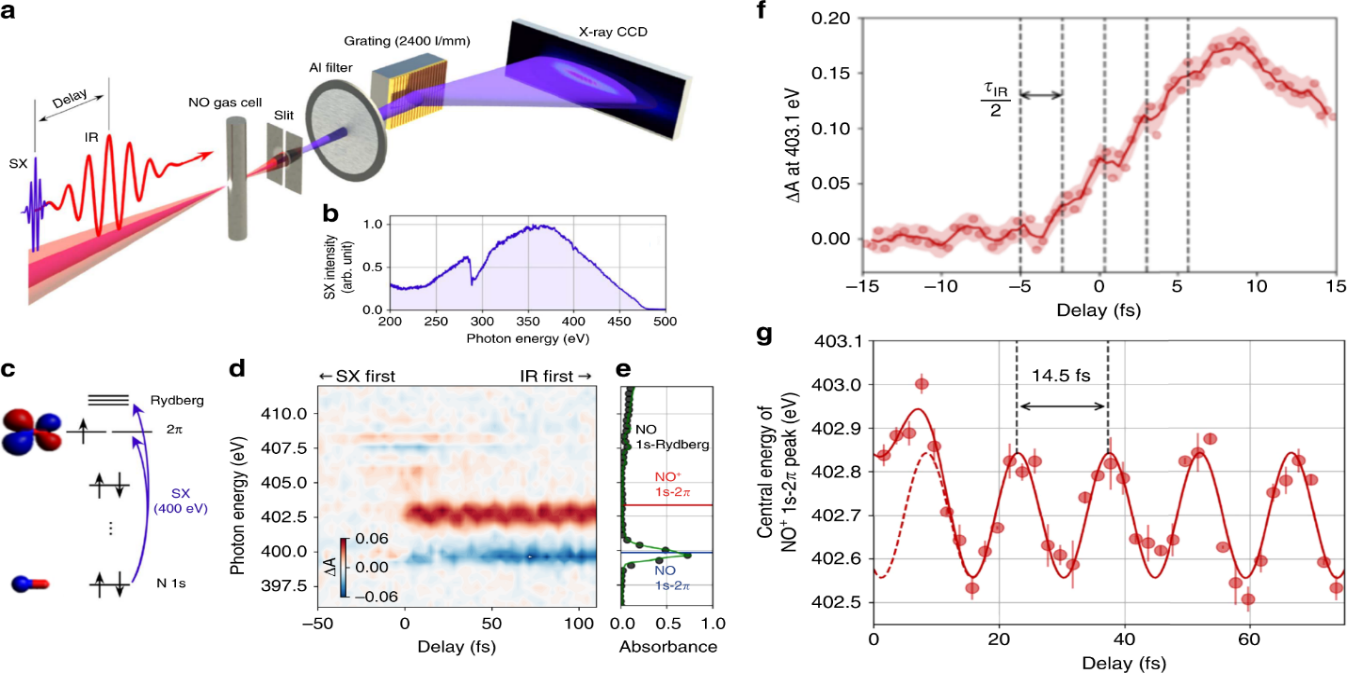 a
Delay
SX
IR
NO gas cell
Slit
Al filter
Grating (2400 l/mm)
X-ray CCD
b
SX intensity
(arb. unit)
1.0
0.5
0.0
200
250
300
350
400
450
500
Photon energy (eV)
c
Rydberg
2π
SX
(400 eV)
⋮
N 1s
d
← SX first
IR first →
Photon energy (eV)
410.0
407.5
405.0
402.5
400.0
397.5
ΔA
0.06
0.00
−0.06
−50
0
50
100
Delay (fs)
e
NO
1s-Rydberg
NO⁺
1s-2π
NO
1s-2π
0.0
0.5
1.0
Absorbance
f
ΔA at 403.1 eV
0.20
0.15
0.10
0.05
0.00
τIR
2
−15
−10
−5
0
5
10
15
Delay (fs)
g
Central energy of
NO⁺ 1s-2π peak (eV)
403.1
403.0
402.9
402.8
402.7
402.6
402.5
14.5 fs
0
20
40
60
Delay (fs)